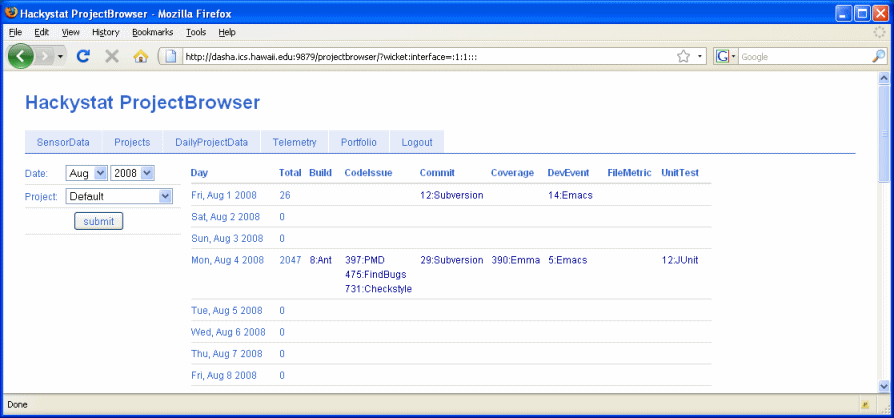 Hackystat ProjectBrowser - Mozilla Firefox
File Edit View History Bookmarks Tools Help
http://dasha.ics.hawaii.edu:9879/projectbrowser/?wicket:interface=:1:1::: G Google
Hackystat ProjectBrowser
SensorData Projects DailyProjectData Telemetry Portfolio Logout
Date: Aug 2008
Project: Default
submit
Day Total Build CodeIssue Commit Coverage DevEvent FileMetric UnitTest
Fri, Aug 1 2008 26 12:Subversion 14:Emacs
Sat, Aug 2 2008 0
Sun, Aug 3 2008 0
Mon, Aug 4 2008 2047 8:Ant 397:PMD 29:Subversion 390:Emma 5:Emacs 12:JUnit
475:FindBugs
731:Checkstyle
Tue, Aug 5 2008 0
Wed, Aug 6 2008 0
Thu, Aug 7 2008 0
Fri, Aug 8 2008 0
Done